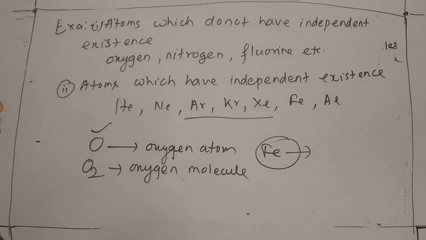 Exa: i) Atoms which donot have independent
existence
oxygen, nitrogen, fluorine etc.
ii) Atoms which have independent existence
He, Ne, Ar, Kr, Xe, Fe, Al
O → oxygen atom
Fe →
O2 → oxygen molecule